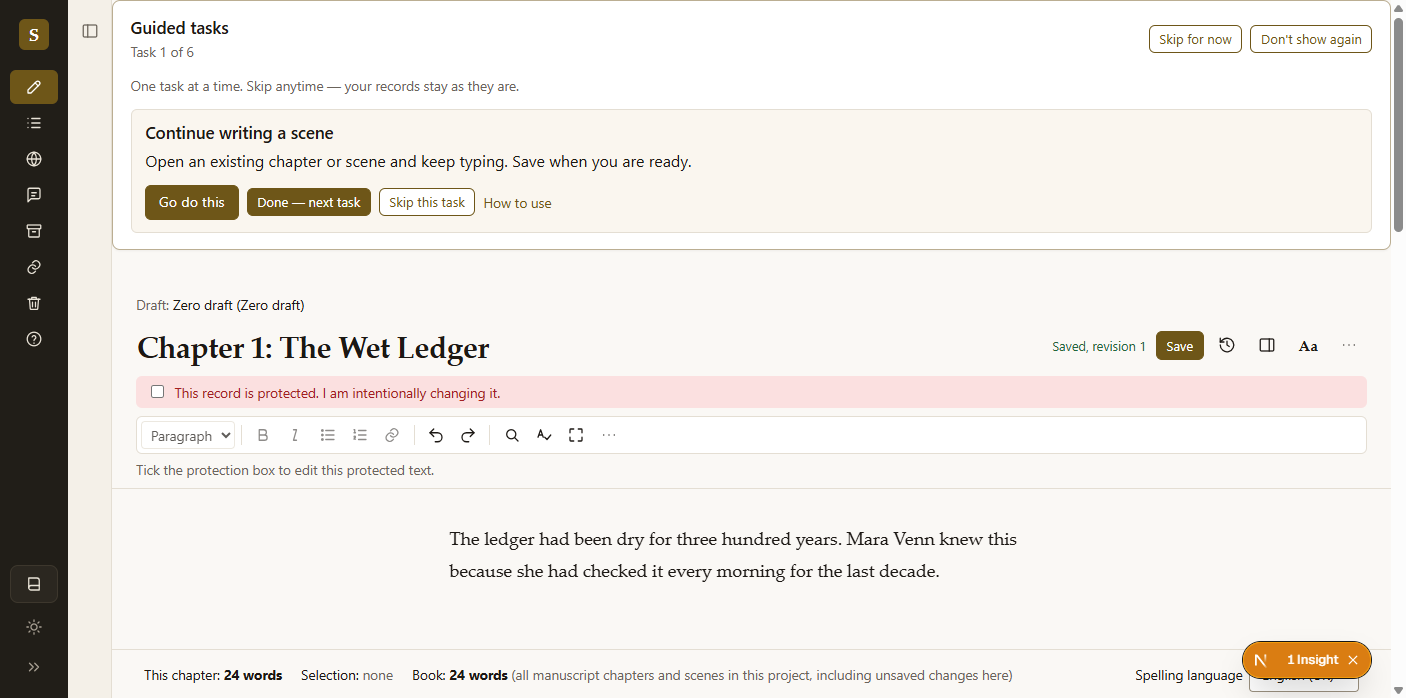 S
Guided tasks
Task 1 of 6
Skip for now
Don't show again
One task at a time. Skip anytime — your records stay as they are.
Continue writing a scene
Open an existing chapter or scene and keep typing. Save when you are ready.
Go do this
Done — next task
Skip this task
How to use
Draft: Zero draft (Zero draft)
Chapter 1: The Wet Ledger
Saved, revision 1
Save
Aa
This record is protected. I am intentionally changing it.
Paragraph
B
I
Tick the protection box to edit this protected text.
The ledger had been dry for three hundred years. Mara Venn knew this
because she had checked it every morning for the last decade.
This chapter: 24 words
Selection: none
Book: 24 words (all manuscript chapters and scenes in this project, including unsaved changes here)
Spelling language
N
1 Insight